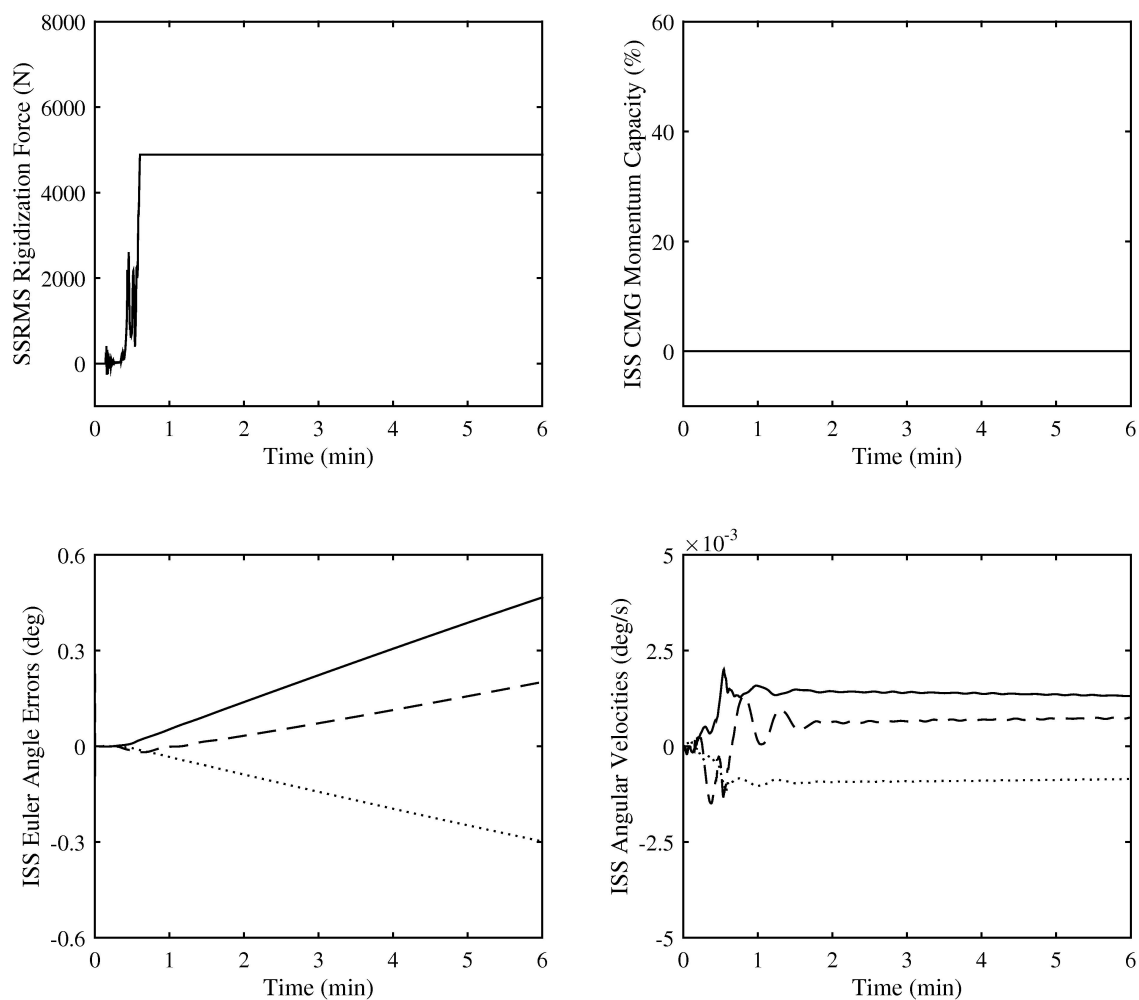 SSRMS Rigidization Force (N)
8000
6000
4000
2000
0
0 1 2 3 4 5 6
Time (min)
ISS CMG Momentum Capacity (%)
60
40
20
0
0 1 2 3 4 5 6
Time (min)
ISS Euler Angle Errors (deg)
0.6
0.3
0
-0.3
-0.6
0 1 2 3 4 5 6
Time (min)
ISS Angular Velocities (deg/s)
×10-3
5
2.5
0
-2.5
-5
0 1 2 3 4 5 6
Time (min)